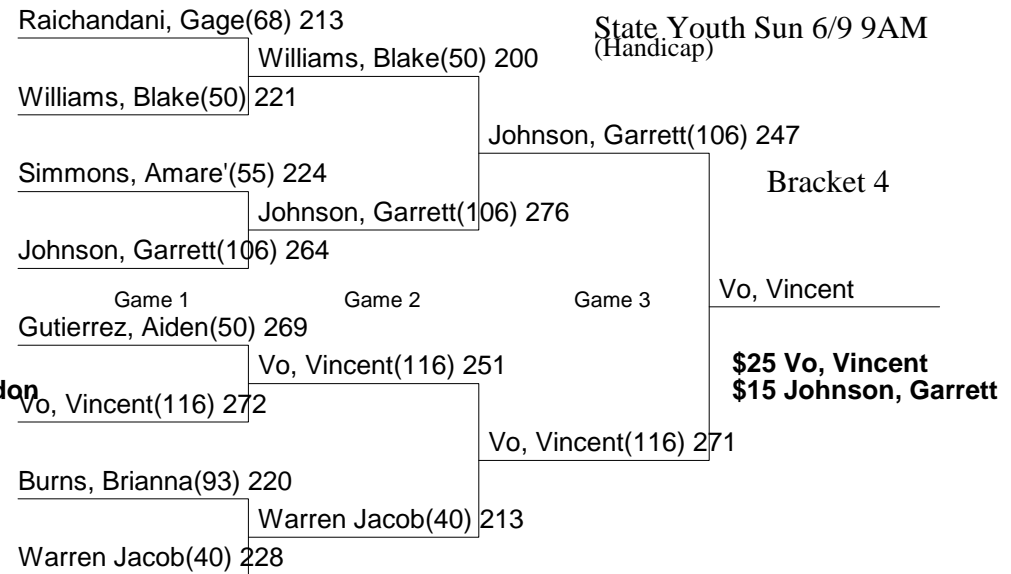 Raichandani, Gage(68) 213
State Youth Sun 6/9 9AM
(Handicap)
Williams, Blake(50) 200
Williams, Blake(50) 221
Johnson, Garrett(106) 247
Simmons, Amare'(55) 224
Bracket 4
Johnson, Garrett(106) 276
Johnson, Garrett(106) 264
Game 1
Game 2
Game 3
Vo, Vincent
Gutierrez, Aiden(50) 269
Vo, Vincent(116) 251
$25 Vo, Vincent
$15 Johnson, Garrett
Vo, Vincent(116) 272
Vo, Vincent(116) 271
Burns, Brianna(93) 220
Warren Jacob(40) 213
Warren Jacob(40) 228